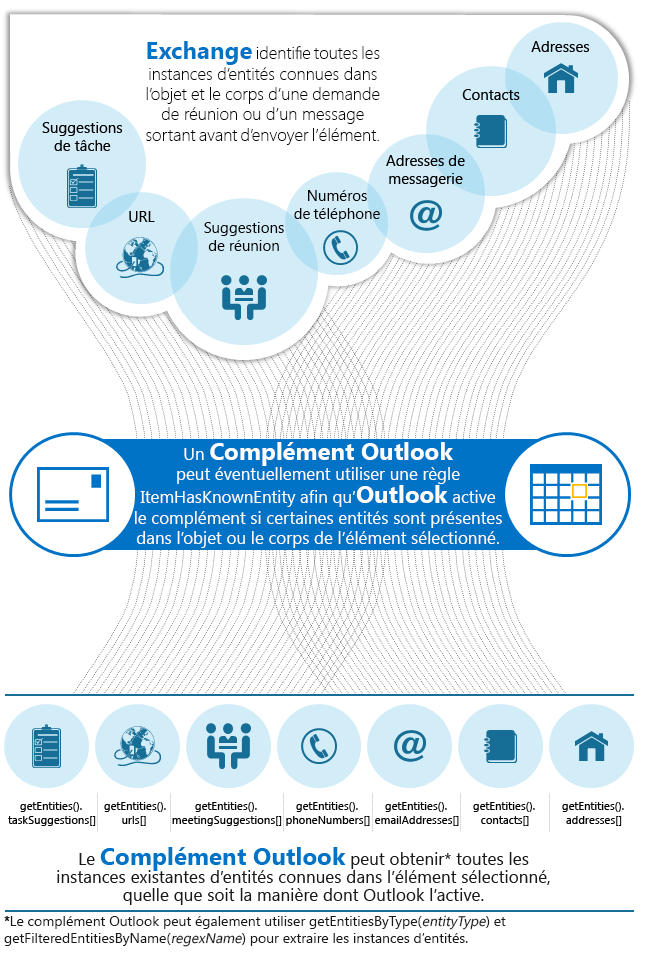 Exchange identifie toutes les
instances d'entités connues dans
l'objet et le corps d'une demande
de réunion ou d'un message
sortant avant d'envoyer l'élément.
Adresses
Contacts
Adresses de
messagerie
Numéros
de téléphone
Suggestions
de réunion
URL
Suggestions
de tâche
Un Complément Outlook
peut éventuellement utiliser une règle
ItemHasKnownEntity afin qu'Outlook active
le complément si certaines entités sont présentes
dans l'objet ou le corps de l'élément sélectionné.
getEntities().
taskSuggestions[]
getEntities().
urls[]
getEntities().
meetingSuggestions[]
getEntities().
phoneNumbers[]
getEntities().
emailAddresses[]
getEntities().
contacts[]
getEntities().
addresses[]
Le Complément Outlook peut obtenir* toutes les
instances existantes d'entités connues dans l'élément sélectionné,
quelle que soit la manière dont Outlook l'active.
*Le complément Outlook peut également utiliser getEntitiesByType(entityType) et
getFilteredEntitiesByName(regexName) pour extraire les instances d'entités.